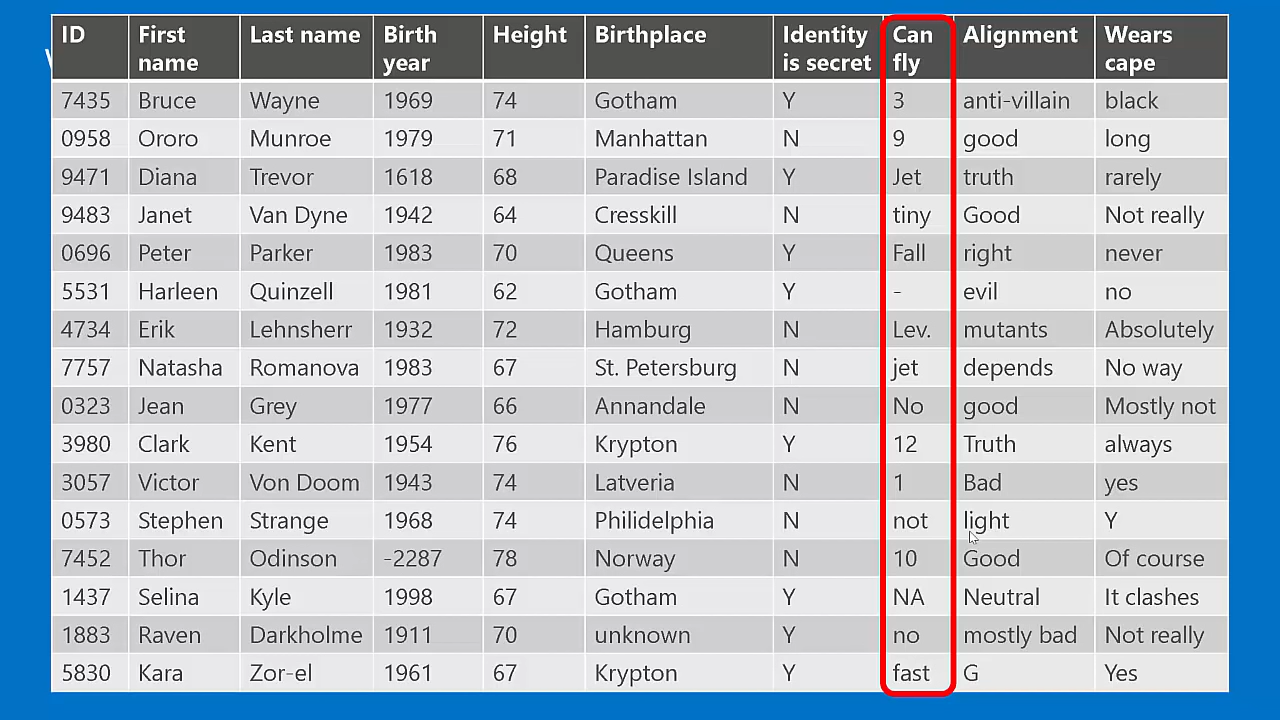 ID First name Last name Birth year Height Birthplace Identity is secret Can fly Alignment Wears cape
7435 Bruce Wayne 1969 74 Gotham Y 3 anti-villain black
0958 Ororo Munroe 1979 71 Manhattan N 9 good long
9471 Diana Trevor 1618 68 Paradise Island Y Jet truth rarely
9483 Janet Van Dyne 1942 64 Cresskill N tiny Good Not really
0696 Peter Parker 1983 70 Queens Y Fall right never
5531 Harleen Quinzell 1981 62 Gotham Y - evil no
4734 Erik Lehnsherr 1932 72 Hamburg N Lev. mutants Absolutely
7757 Natasha Romanova 1983 67 St. Petersburg N jet depends No way
0323 Jean Grey 1977 66 Annandale N No good Mostly not
3980 Clark Kent 1954 76 Krypton Y 12 Truth always
3057 Victor Von Doom 1943 74 Latveria N 1 Bad yes
0573 Stephen Strange 1968 74 Philidelphia N not light Y
7452 Thor Odinson -2287 78 Norway N 10 Good Of course
1437 Selina Kyle 1998 67 Gotham Y NA Neutral It clashes
1883 Raven Darkholme 1911 70 unknown Y no mostly bad Not really
5830 Kara Zor-el 1961 67 Krypton Y fast G Yes